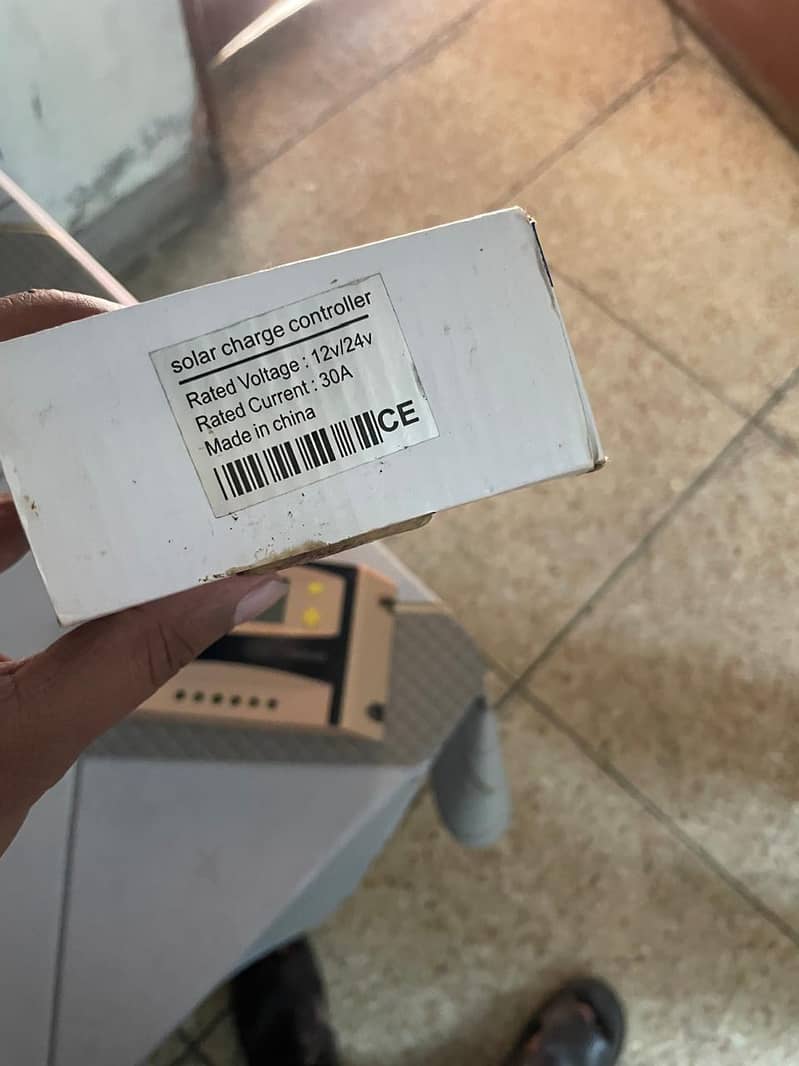 solar charge controller
Rated Voltage : 12v/24v
Rated Current : 30A
Made in china
CE